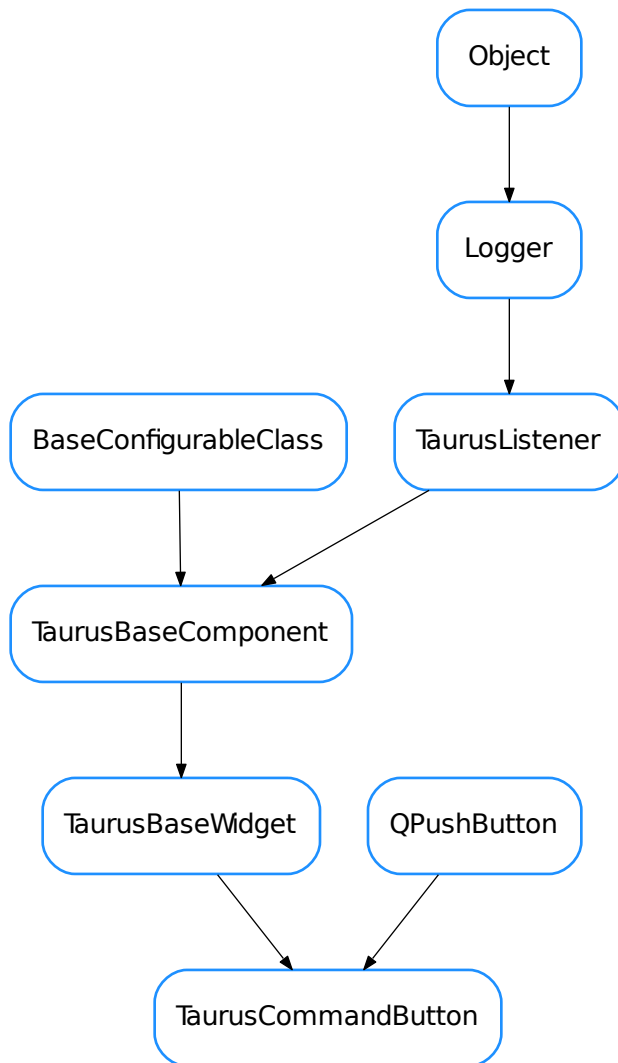 Object
Logger
BaseConfigurableClass
TaurusListener
TaurusBaseComponent
TaurusBaseWidget
QPushButton
TaurusCommandButton